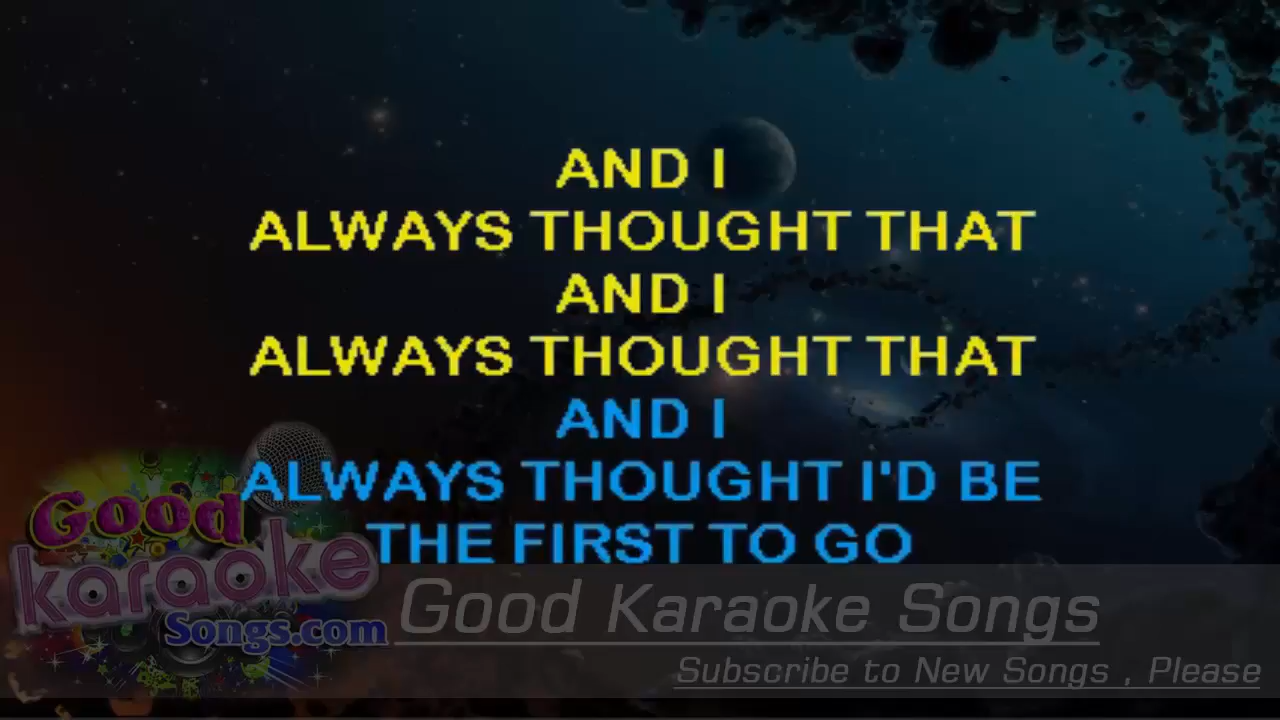 AND I
ALWAYS THOUGHT THAT
AND I
ALWAYS THOUGHT THAT
AND I
ALWAYS THOUGHT I'D BE
THE FIRST TO GO
Good
karaoke
Songs.com
Good Karaoke Songs
Subscribe to New Songs , Please